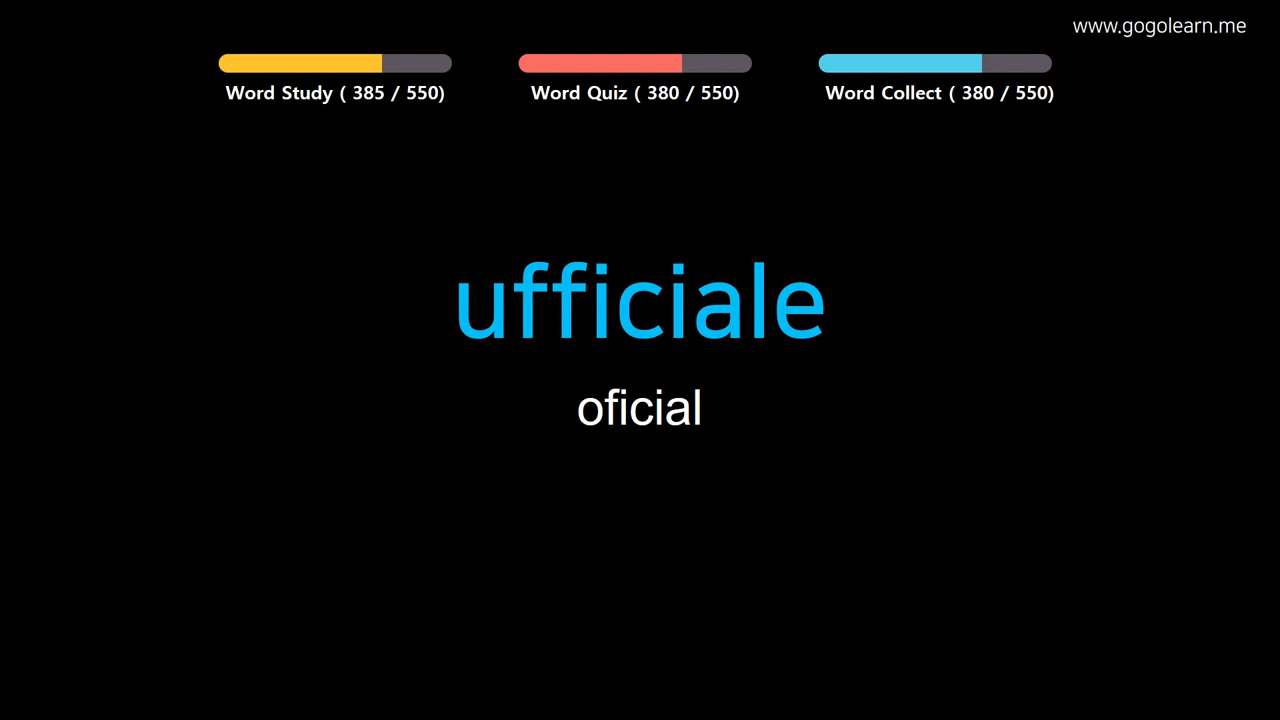 www.gogolearn.me
Word Study ( 385 / 550)
Word Quiz ( 380 / 550)
Word Collect ( 380 / 550)
ufficiale
oficial